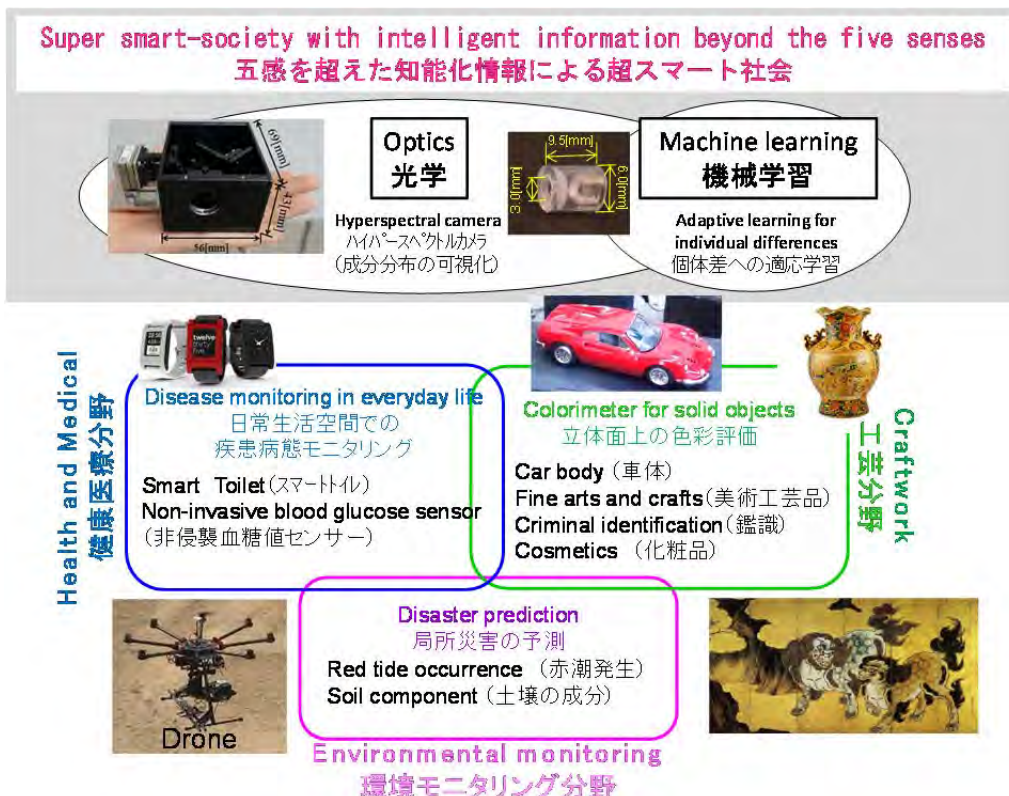 Super smart-society with intelligent information beyond the five senses
五感を超えた知能化情報による超スマート社会
69[mm]
43[mm]
56[mm]
Optics
光学
Hyperspectral camera
ハイパースペクトルカメラ
(成分分布の可視化)
9.5[mm]
3.0[mm]
6.0[mm]
Machine learning
機械学習
Adaptive learning for
individual differences
個体差への適応学習
Health and Medical
健康医療分野
twelve
thirty
five
Disease monitoring in everyday life
日常生活空間での
疾患病態モニタリング
Smart Toilet(スマートトイレ)
Non-invasive blood glucose sensor
(非侵襲血糖値センサー)
Colorimeter for solid objects
立体面上の色彩評価
Car body (車体)
Fine arts and crafts(美術工芸品)
Criminal identification(鑑識)
Cosmetics (化粧品)
Craftwork
工芸分野
Disaster prediction
局所災害の予測
Red tide occurrence (赤潮発生)
Soil component(土壌の成分)
Drone
Environmental monitoring
環境モニタリング分野